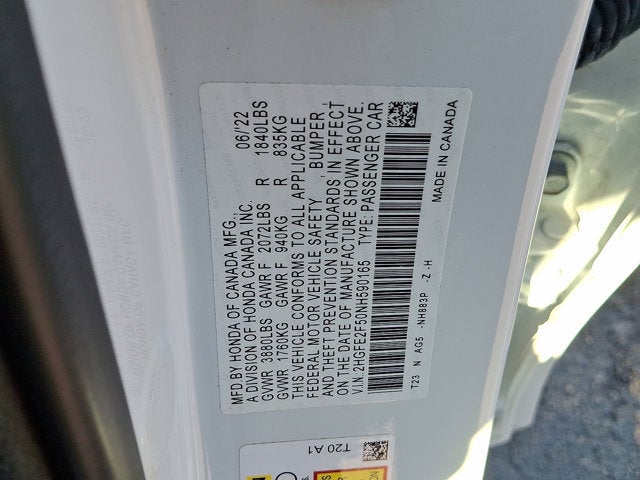 MFD.BY HONDA OF CANADA MFG., 06/'22
A DIVISION OF HONDA CANADA INC.
GVWR 3880LBS GAWR F 2072LBS R 1840LBS
GVWR 1760KG GAWR F 940KG R 835KG
THIS VEHICLE CONFORMS TO ALL APPLICABLE
FEDERAL MOTOR VEHICLE SAFETY , BUMPER ,
AND THEFT PREVENTION STANDARDS IN EFFECT
ON THE DATE OF MANUFACTURE SHOWN ABOVE.
V.I.N.:2HGFE2F50NH590165 TYPE:PASSENGER CAR
T23 N AG5 -NH883P -Z -H
MADE IN CANADA
T20 A1